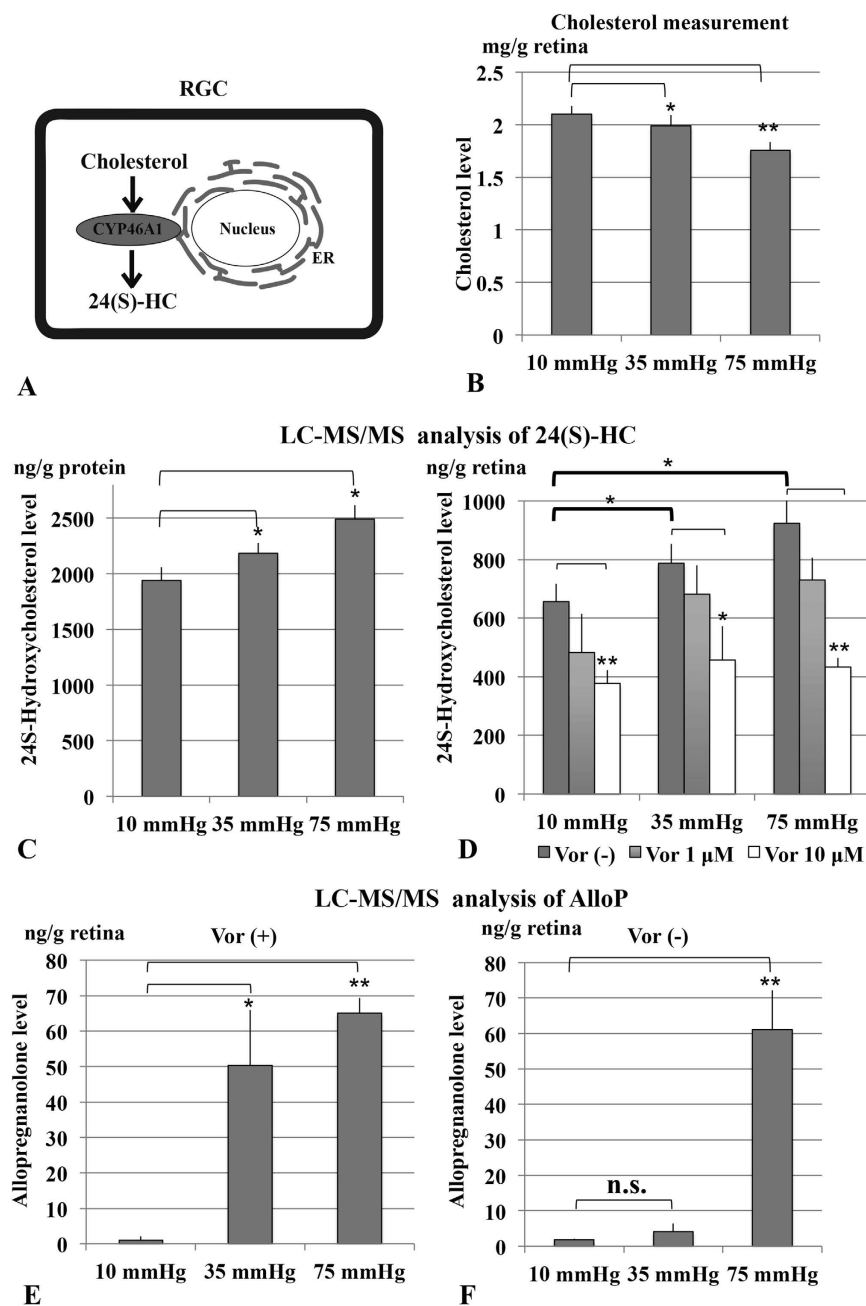 RGC
Cholesterol
CYP46A1
Nucleus
ER
24(S)-HC
A
Cholesterol measurement
mg/g retina
Cholesterol level
2.5
2
1.5
1
0.5
0
*
**
10 mmHg 35 mmHg 75 mmHg
B
LC-MS/MS analysis of 24(S)-HC
ng/g protein
24S-Hydroxycholesterol level
2500
2000
1500
1000
500
0
*
*
10 mmHg 35 mmHg 75 mmHg
C
ng/g retina
24S-Hydroxycholesterol level
1000
800
600
400
200
0
*
*
**
*
**
10 mmHg 35 mmHg 75 mmHg
D
Vor (-) Vor 1 µM Vor 10 µM
LC-MS/MS analysis of AlloP
ng/g retina
Vor (+)
Allopregnanolone level
80
70
60
50
40
30
20
10
0
*
**
10 mmHg 35 mmHg 75 mmHg
E
ng/g retina
Vor (-)
Allopregnanolone level
80
70
60
50
40
30
20
10
0
**
n.s.
10 mmHg 35 mmHg 75 mmHg
F